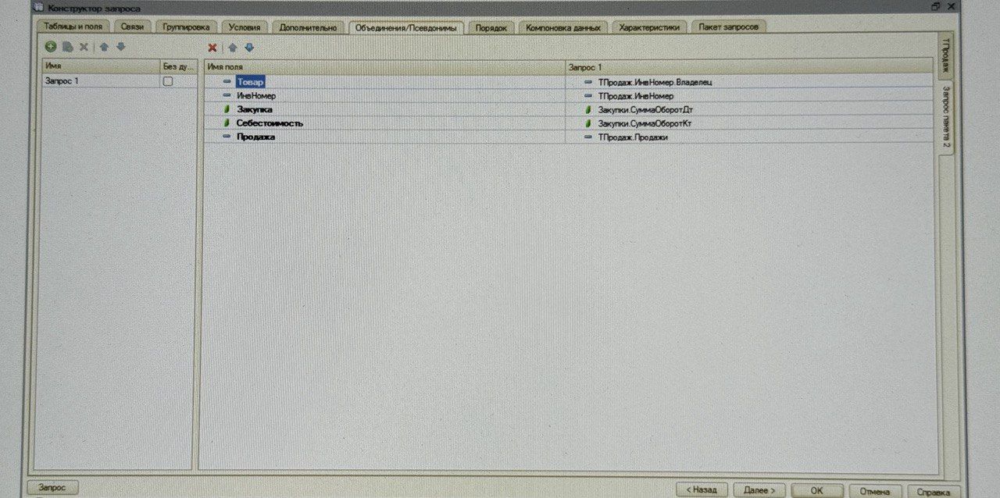 Конструктор запроса
Таблицы и поля Связи Группировка Условия Дополнительно Объединения/Псевдонимы Порядок Компоновка данных Характеристики Пакет запросов
Имя Без ду... Имя поля Запрос 1
Запрос 1 Товар ТПродаж.ИнвНомер.Владелец
ИнвНомер ТПродаж.ИнвНомер
Закупка Закупки.СуммаОборотДт
Себестоимость Закупки.СуммаОборотКт
Продажа ТПродаж.Продажи
ТПродаж
Запрос пакета 2
Запрос < Назад Далее > ОК Отмена Справка